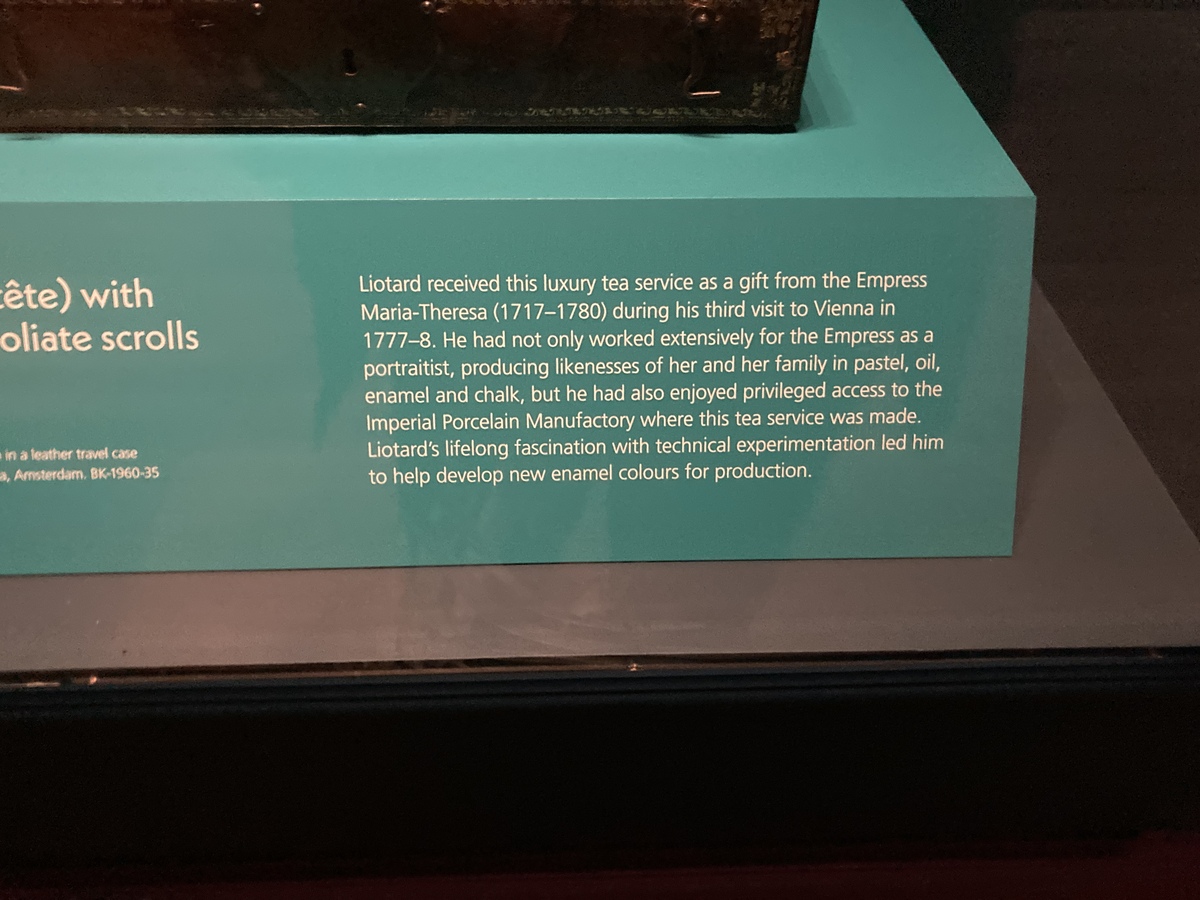 tête) with
oliate scrolls
in a leather travel case
a, Amsterdam, BK-1960-35
Liotard received this luxury tea service as a gift from the Empress
Maria-Theresa (1717–1780) during his third visit to Vienna in
1777–8. He had not only worked extensively for the Empress as a
portraitist, producing likenesses of her and her family in pastel, oil,
enamel and chalk, but he had also enjoyed privileged access to the
Imperial Porcelain Manufactory where this tea service was made.
Liotard's lifelong fascination with technical experimentation led him
to help develop new enamel colours for production.